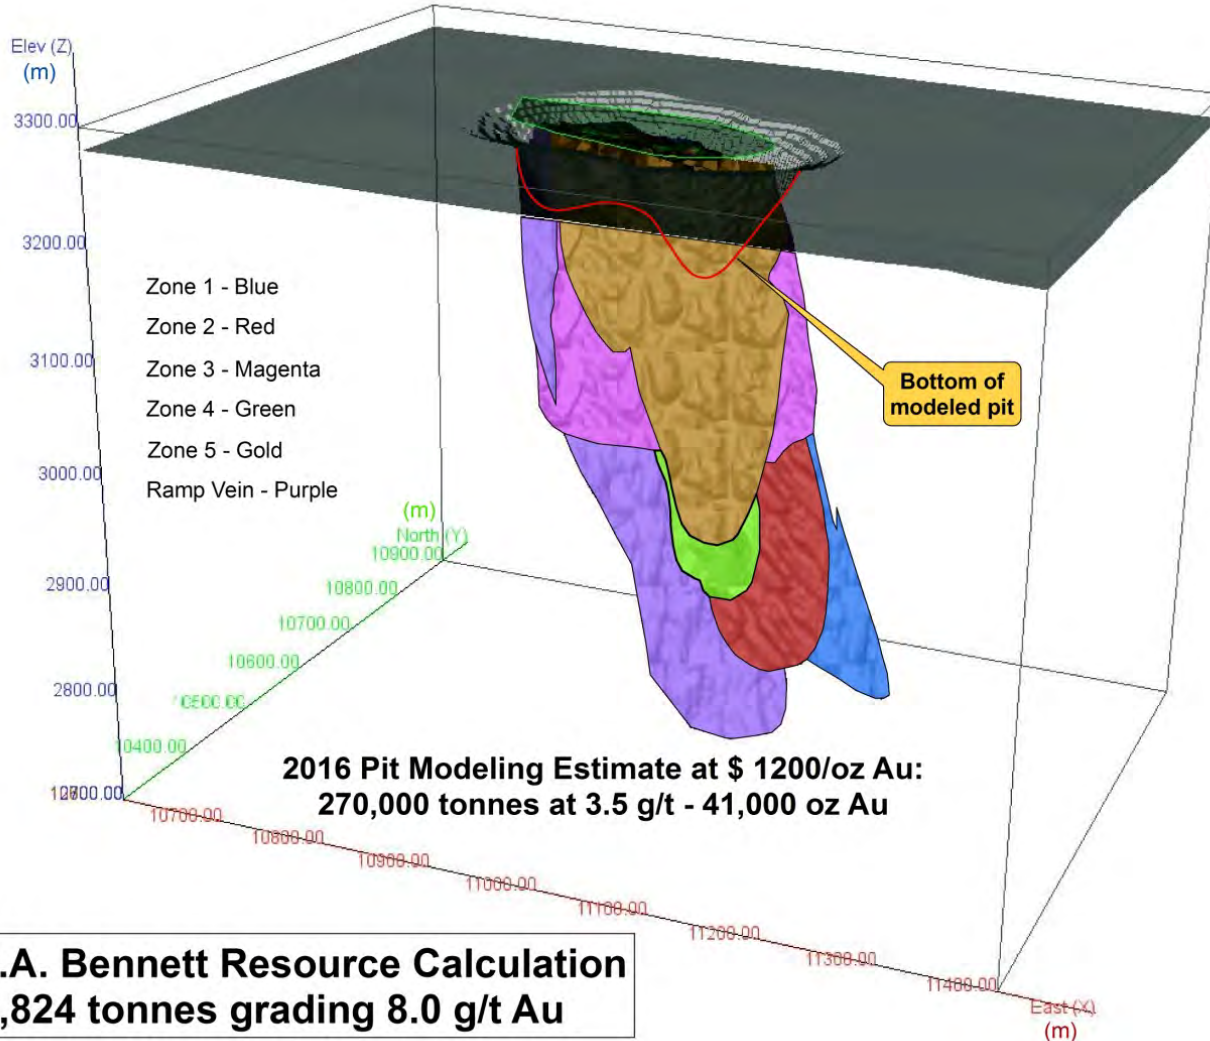 Elev (Z)
(m)
3300.00
3200.00
3100.00
3000.00
2900.00
2800.00
Zone 1 - Blue
Zone 2 - Red
Zone 3 - Magenta
Zone 4 - Green
Zone 5 - Gold
Ramp Vein - Purple
Bottom of
modeled pit
(m)
North (Y)
10900.00
10800.00
10700.00
10600.00
10500.00
10400.00
2016 Pit Modeling Estimate at $ 1200/oz Au:
270,000 tonnes at 3.5 g/t - 41,000 oz Au
10700.00
10800.00
10900.00
11000.00
11100.00
11200.00
11300.00
11400.00
East (X)
(m)
.A. Bennett Resource Calculation
,824 tonnes grading 8.0 g/t Au